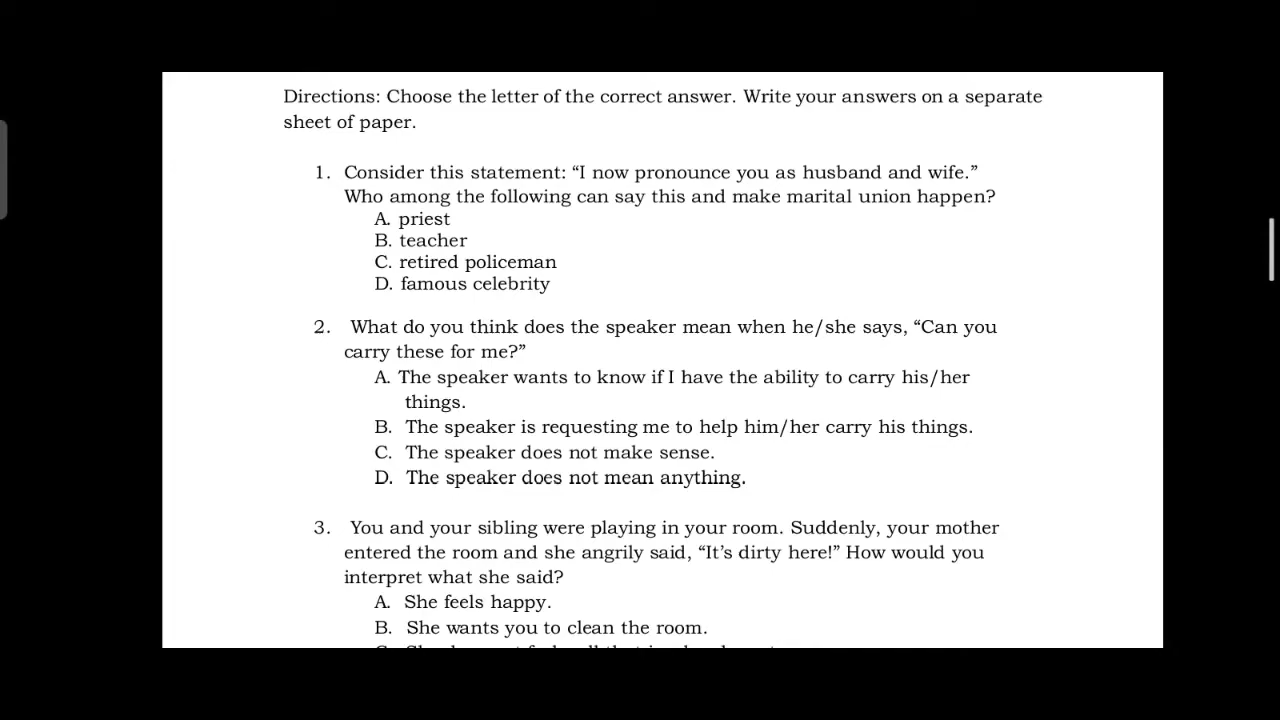 Directions: Choose the letter of the correct answer. Write your answers on a separate
sheet of paper.
1. Consider this statement: “I now pronounce you as husband and wife.”
Who among the following can say this and make marital union happen?
A. priest
B. teacher
C. retired policeman
D. famous celebrity
2. What do you think does the speaker mean when he/she says, “Can you
carry these for me?”
A. The speaker wants to know if I have the ability to carry his/her
things.
B. The speaker is requesting me to help him/her carry his things.
C. The speaker does not make sense.
D. The speaker does not mean anything.
3. You and your sibling were playing in your room. Suddenly, your mother
entered the room and she angrily said, “It’s dirty here!” How would you
interpret what she said?
A. She feels happy.
B. She wants you to clean the room.